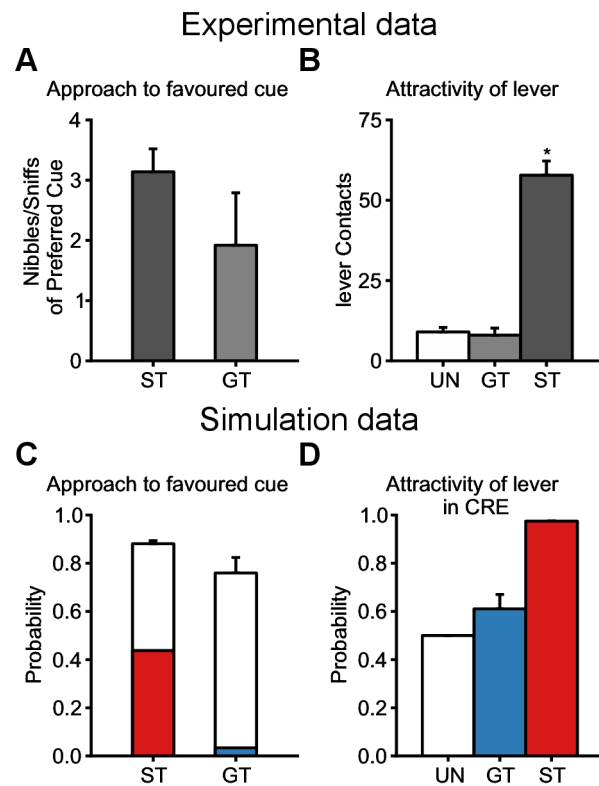 Experimental data
A
B
Approach to favoured cue
Attractivity of lever
Nibbles/Sniffs
of Preferred Cue
4
3
2
1
0
ST
GT
lever Contacts
75
50
25
0
*
UN
GT
ST
Simulation data
C
D
Approach to favoured cue
Attractivity of lever
in CRE
Probability
1.0
0.8
0.6
0.4
0.2
0.0
ST
GT
Probability
1.0
0.8
0.6
0.4
0.2
0.0
UN
GT
ST